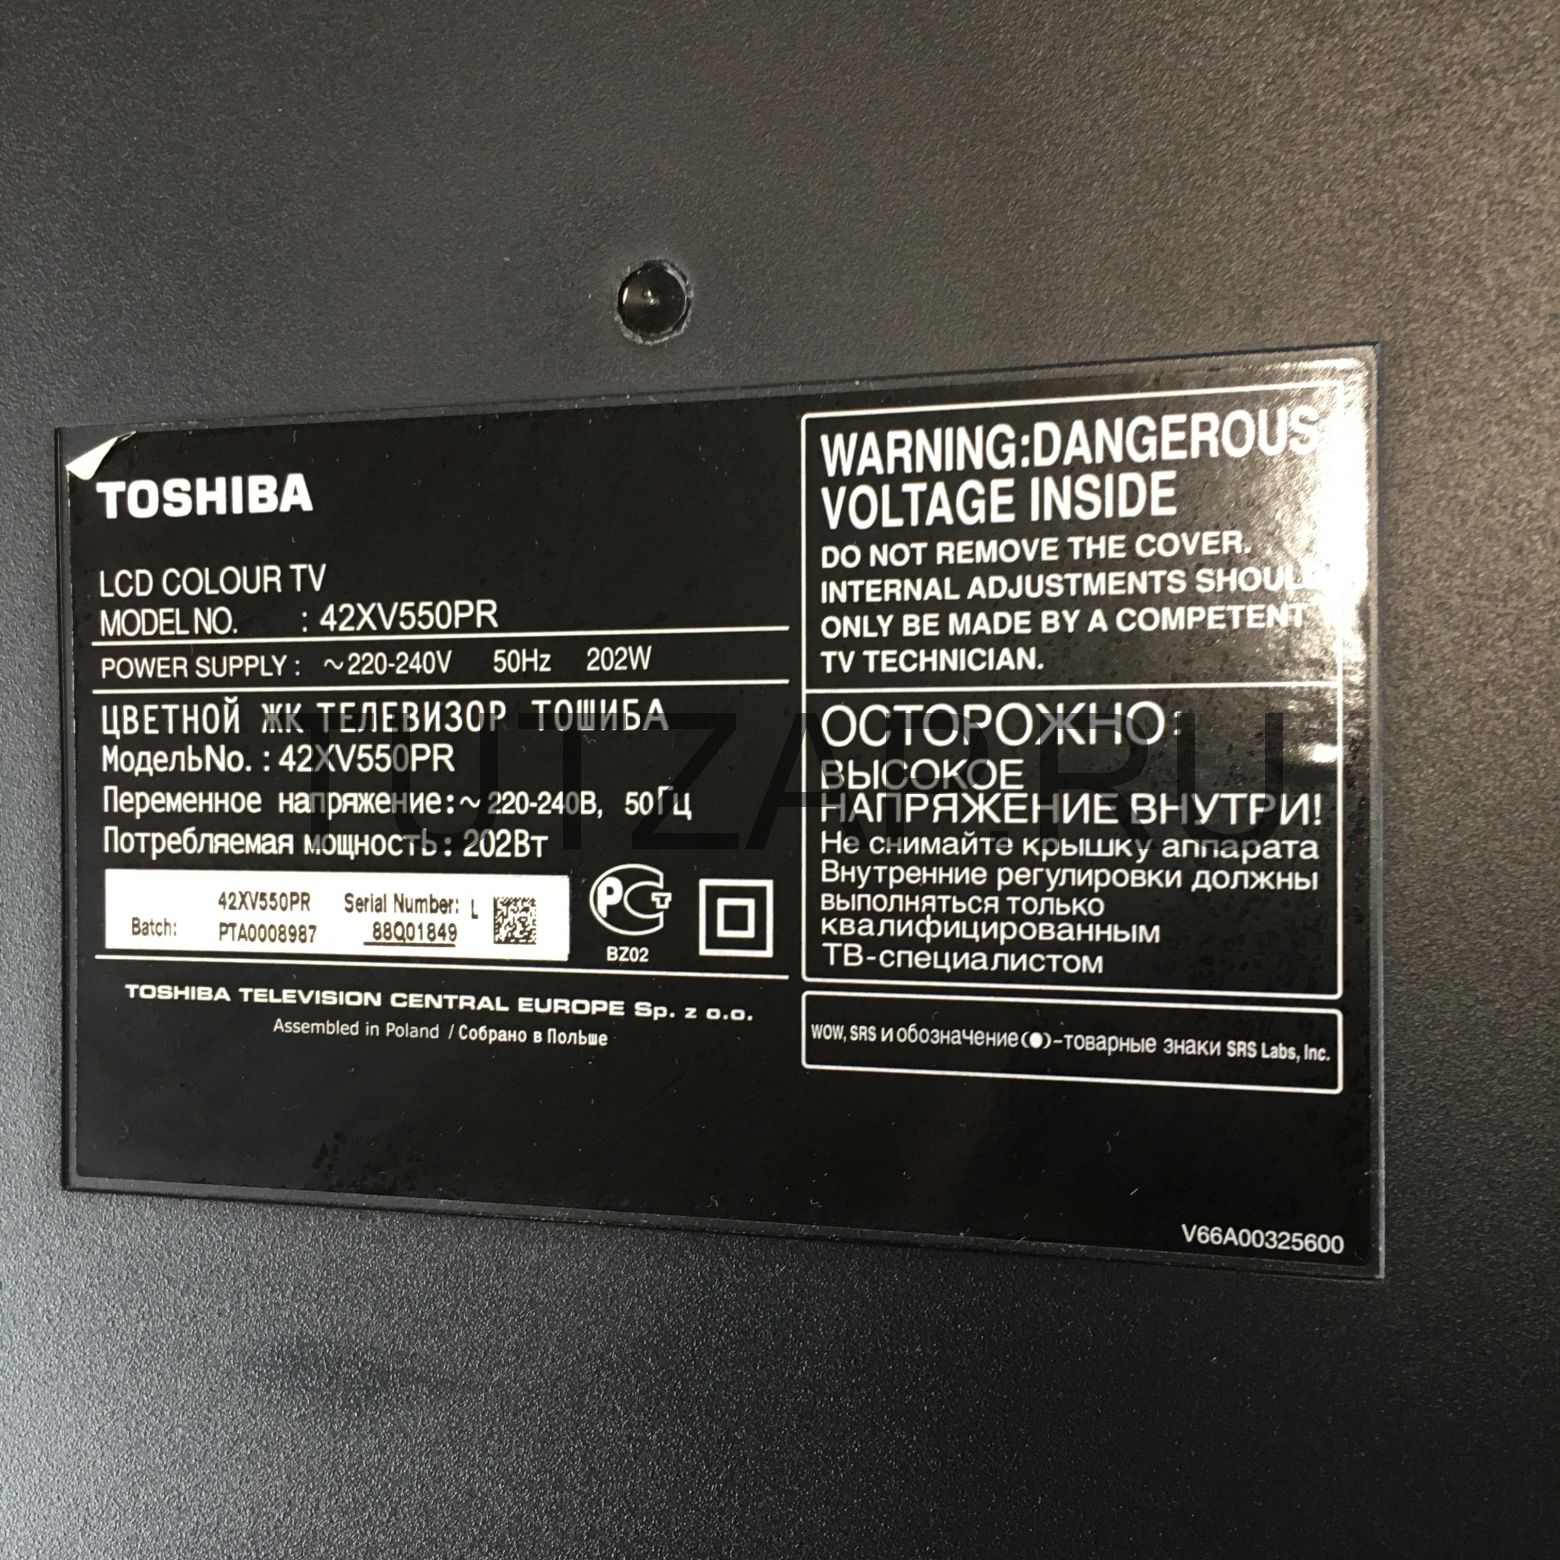 TOSHIBA
LCD COLOUR TV
MODEL NO. : 42XV550PR
POWER SUPPLY : ~220-240V 50Hz 202W
ЦВЕТНОЙ ЖК ТЕЛЕВИЗОР ТОШИБА
МодельNo. : 42XV550PR
Переменное напряжение:~ 220-240В, 50Гц
Потребляемая мощность : 202Вт
42XV550PR Serial Number: L
Batch: PTA0008987 88Q01849
РСТ
BZ02
TOSHIBA TELEVISION CENTRAL EUROPE Sp. z o.o.
Assembled in Poland / Собрано в Польше
WARNING:DANGEROUS
VOLTAGE INSIDE
DO NOT REMOVE THE COVER.
INTERNAL ADJUSTMENTS SHOULD
ONLY BE MADE BY A COMPETENT
TV TECHNICIAN.
ОСТОРОЖНО:
ВЫСОКОЕ
НАПРЯЖЕНИЕ ВНУТРИ!
Не снимайте крышку аппарата
Внутренние регулировки должны
выполняться только
квалифицированным
ТВ-специалистом
WOW, SRS и обозначение(●)-товарные знаки SRS Labs, Inc.
V66A00325600
TUTZAP.RU